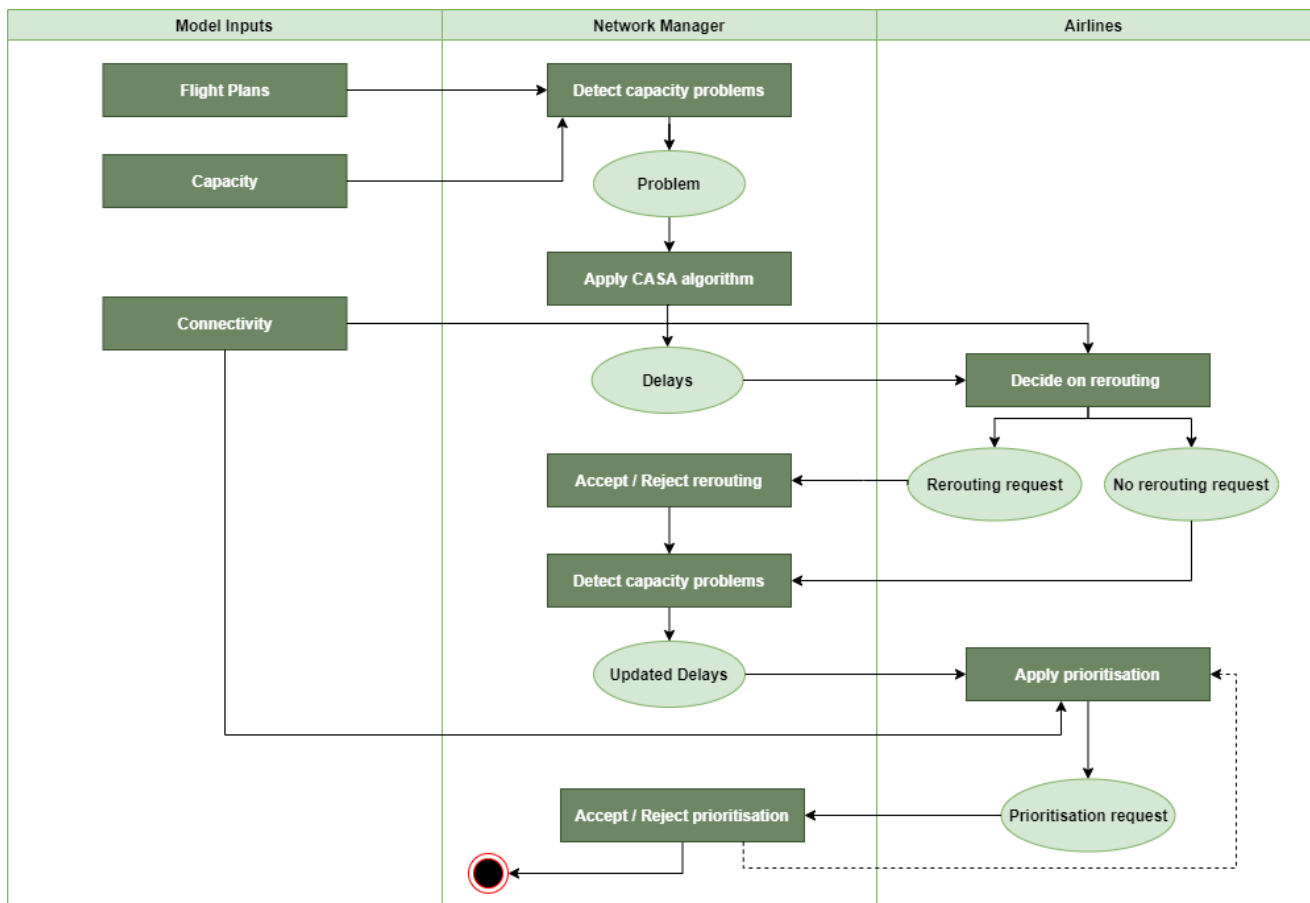 Model Inputs
Network Manager
Airlines
Flight Plans
Detect capacity problems
Capacity
Problem
Apply CASA algorithm
Connectivity
Delays
Decide on rerouting
Accept / Reject rerouting
Rerouting request
No rerouting request
Detect capacity problems
Updated Delays
Apply prioritisation
Accept / Reject prioritisation
Prioritisation request